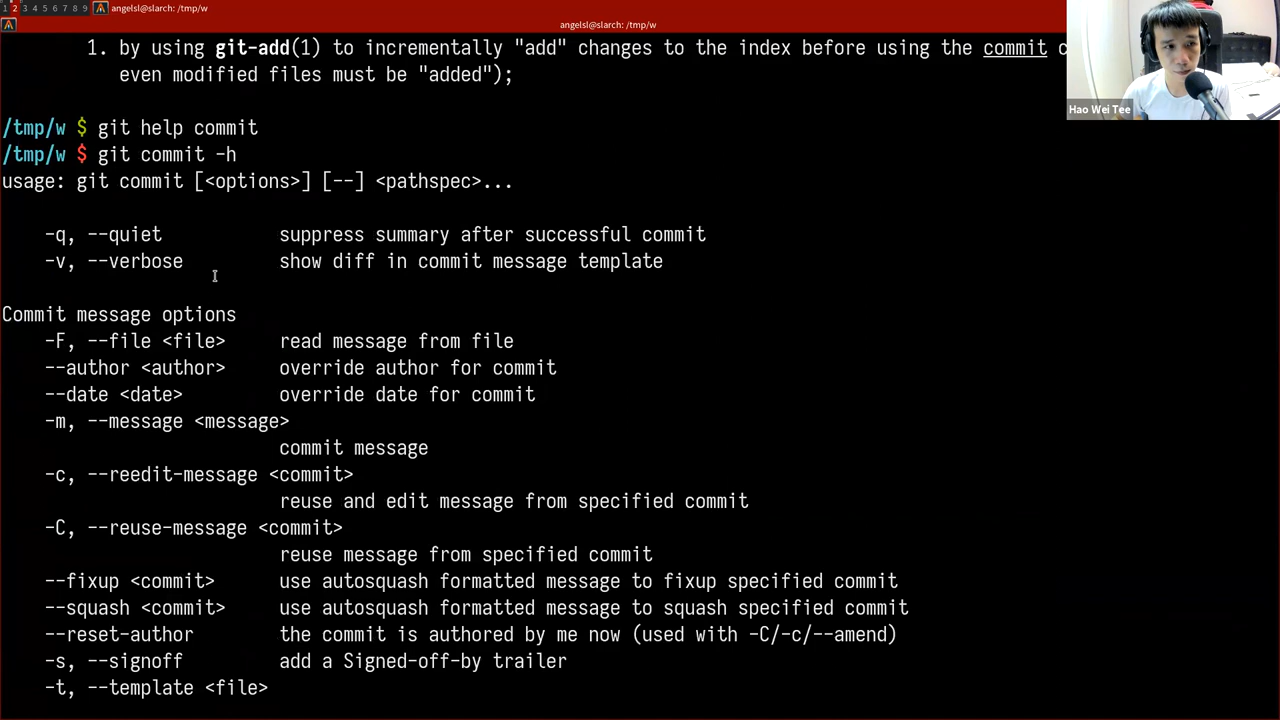 1 2 3 4 5 6 7 8 9 angelsl@slarch: /tmp/w
angelsl@slarch: /tmp/w
1. by using git-add(1) to incrementally "add" changes to the index before using the commit c
even modified files must be "added");
Hao Wei Tee
/tmp/w $ git help commit
/tmp/w $ git commit -h
usage: git commit [<options>] [--] <pathspec>...
-q, --quiet suppress summary after successful commit
-v, --verbose show diff in commit message template
Commit message options
-F, --file <file> read message from file
--author <author> override author for commit
--date <date> override date for commit
-m, --message <message>
commit message
-c, --reedit-message <commit>
reuse and edit message from specified commit
-C, --reuse-message <commit>
reuse message from specified commit
--fixup <commit> use autosquash formatted message to fixup specified commit
--squash <commit> use autosquash formatted message to squash specified commit
--reset-author the commit is authored by me now (used with -C/-c/--amend)
-s, --signoff add a Signed-off-by trailer
-t, --template <file>